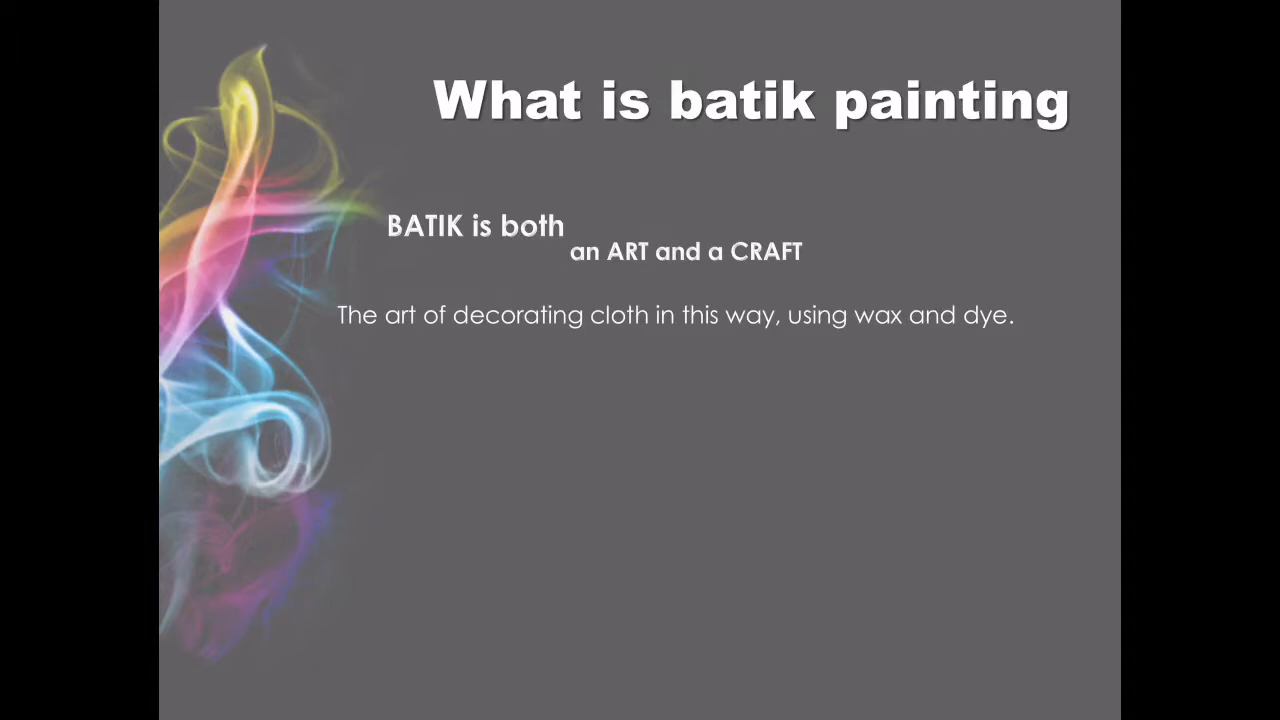 What is batik painting
BATIK is both
an ART and a CRAFT
The art of decorating cloth in this way, using wax and dye.